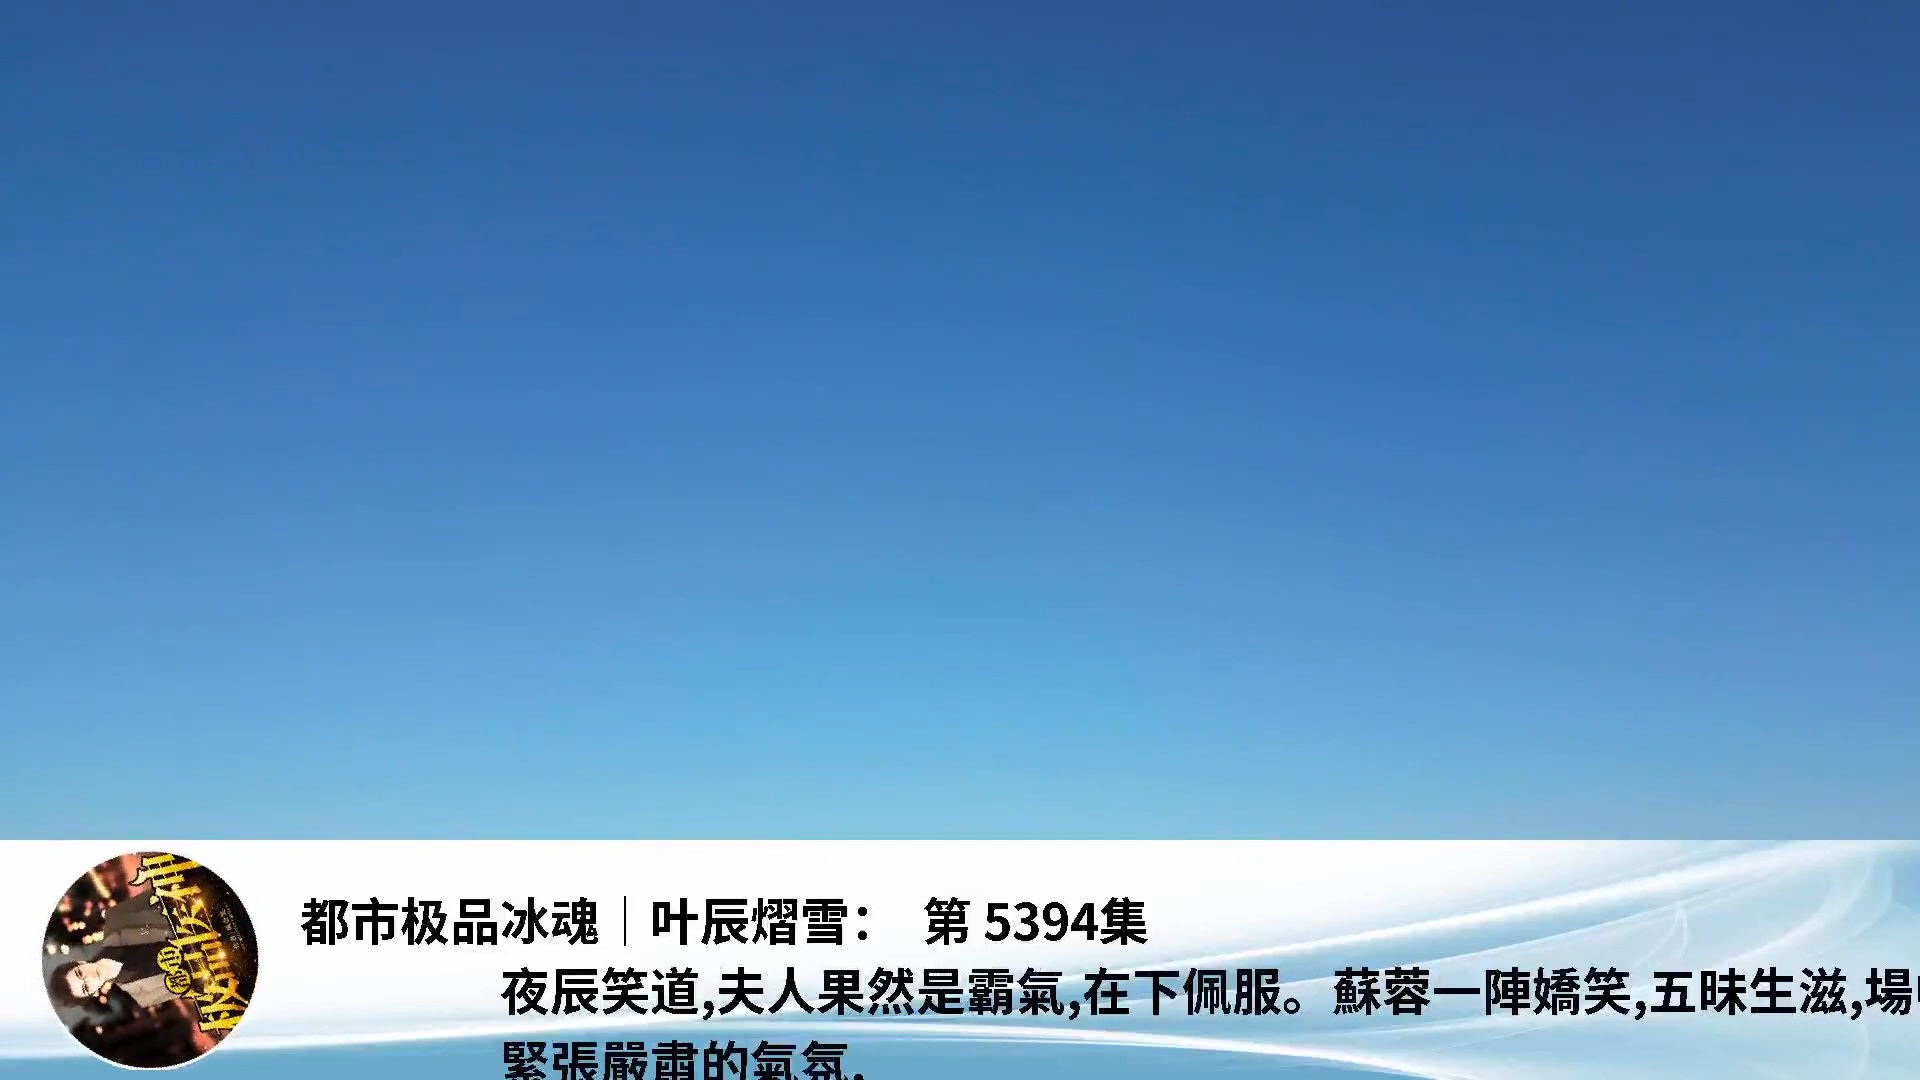 都市极品冰魂｜叶辰熠雪： 第 5394集
夜辰笑道,夫人果然是霸氣,在下佩服。蘇蓉一陣嬌笑,五昧生滋,場
緊張嚴肅的氣氛,